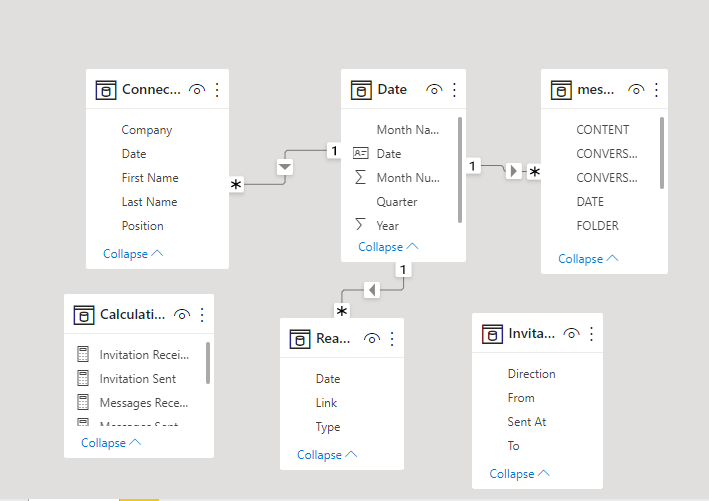 Connec...
Company
Date
First Name
Last Name
Position
Collapse
Date
Month Na...
Date
Month Nu...
Quarter
Year
Collapse
mes...
CONTENT
CONVERS...
CONVERS...
DATE
FOLDER
Collapse
1
*
1
*
1
*
Calculati...
Invitation Recei...
Invitation Sent
Messages Rece...
Messages Sent
Collapse
Rea...
Date
Link
Type
Collapse
Invita...
Direction
From
Sent At
To
Collapse